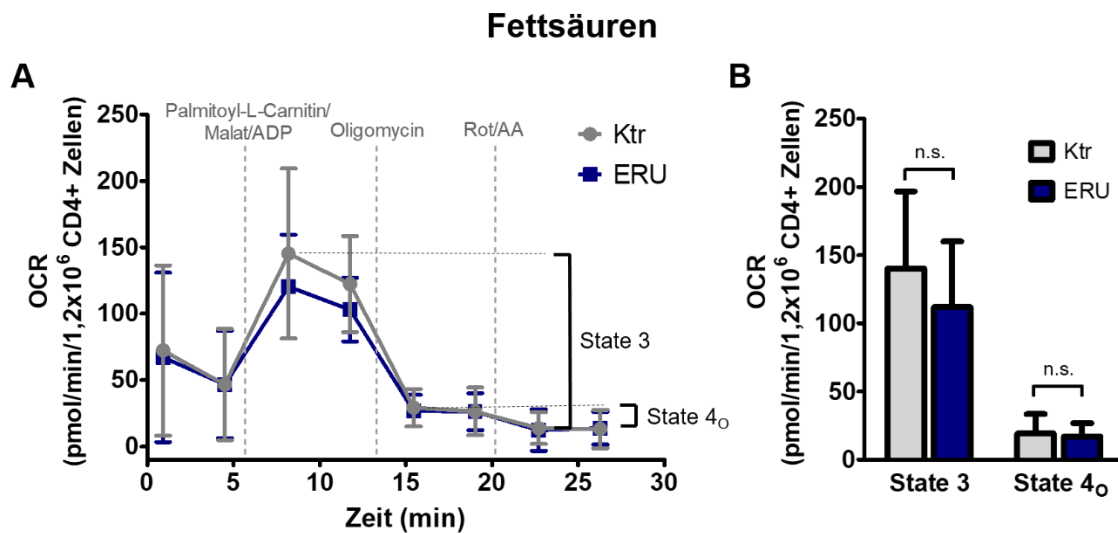 Fettsäuren
A
OCR
(pmol/min/1,2x10⁶ CD4+ Zellen)
250
200
150
100
50
0
Palmitoyl-L-Carnitin/
Malat/ADP
Oligomycin
Rot/AA
Ktr
ERU
State 3
State 4O
0 5 10 15 20 25 30
Zeit (min)
B
OCR
(pmol/min/1,2x10⁶ CD4+ Zellen)
250
200
150
100
50
0
Ktr
ERU
n.s.
n.s.
State 3 State 4O